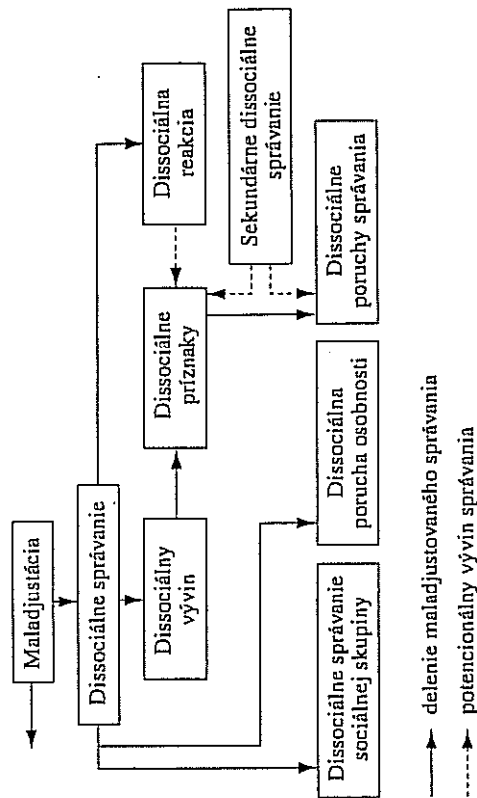 Maladjustácia
Dissociálne správanie
Dissociálny
vývin
Dissociálne
príznaky
Dissociálna
reakcia
Sekundárne dissociálne
správanie
Dissociálne správanie
sociálnej skupiny
Dissociálna
porucha osobnosti
Dissociálne
poruchy správania
delenie maladjustovaného správania
potencionálny vývin správania